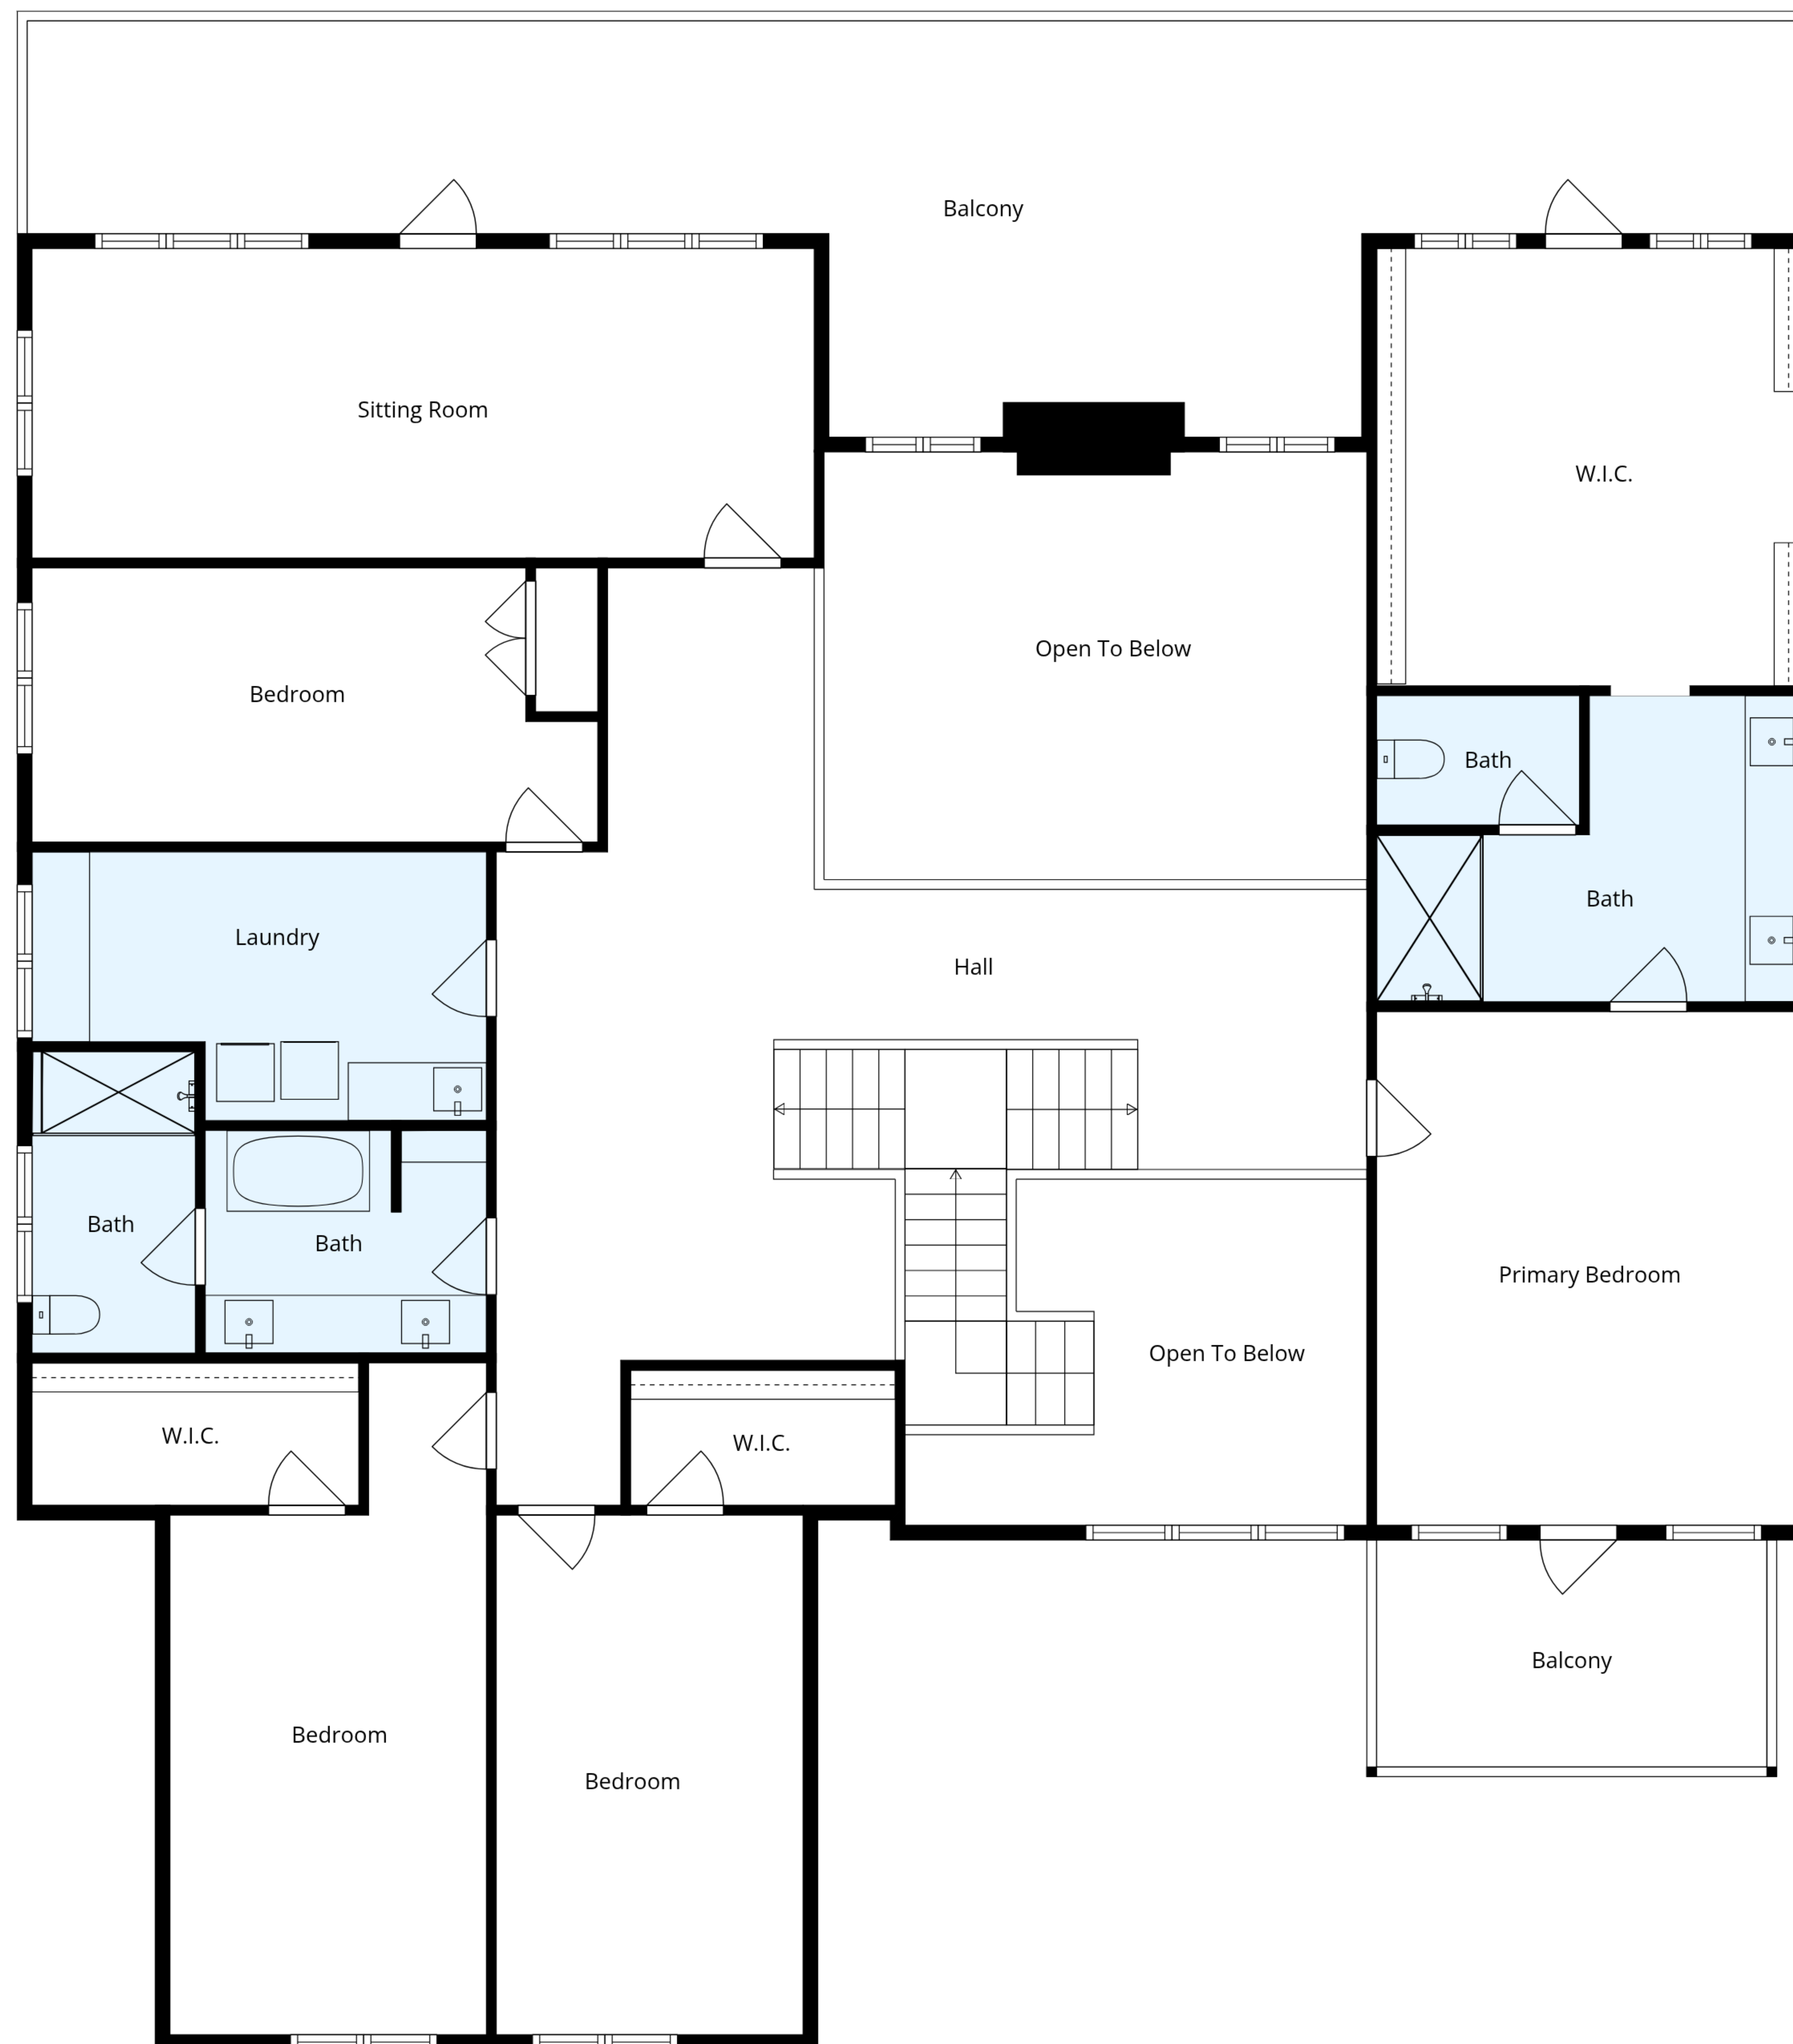 Balcony
Sitting Room
W.I.C.
Open To Below
Bedroom
Bath
Bath
Laundry
Hall
Bath
Bath
Primary Bedroom
Open To Below
W.I.C.
W.I.C.
Balcony
Bedroom
Bedroom